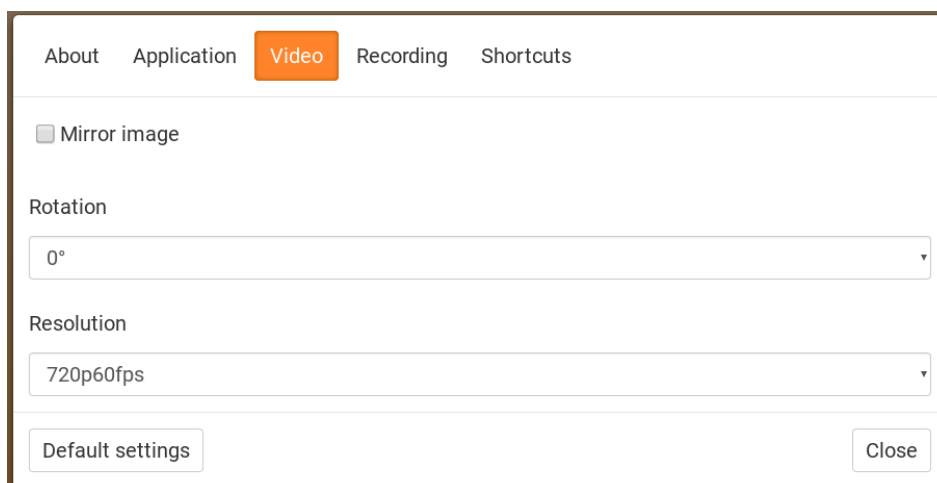 About Application Video Recording Shortcuts
Mirror image
Rotation
0°
Resolution
720p60fps
Default settings Close